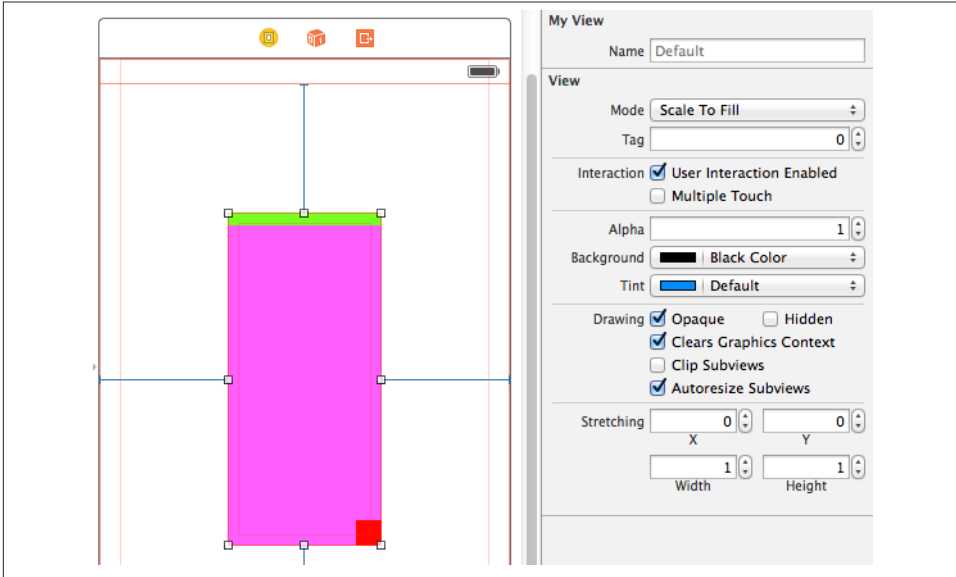 My View
Name Default
View
Mode Scale To Fill
Tag 0
Interaction User Interaction Enabled
Multiple Touch
Alpha 1
Background Black Color
Tint Default
Drawing Opaque Hidden
Clears Graphics Context
Clip Subviews
Autoresize Subviews
Stretching 0 0
X Y
1 1
Width Height